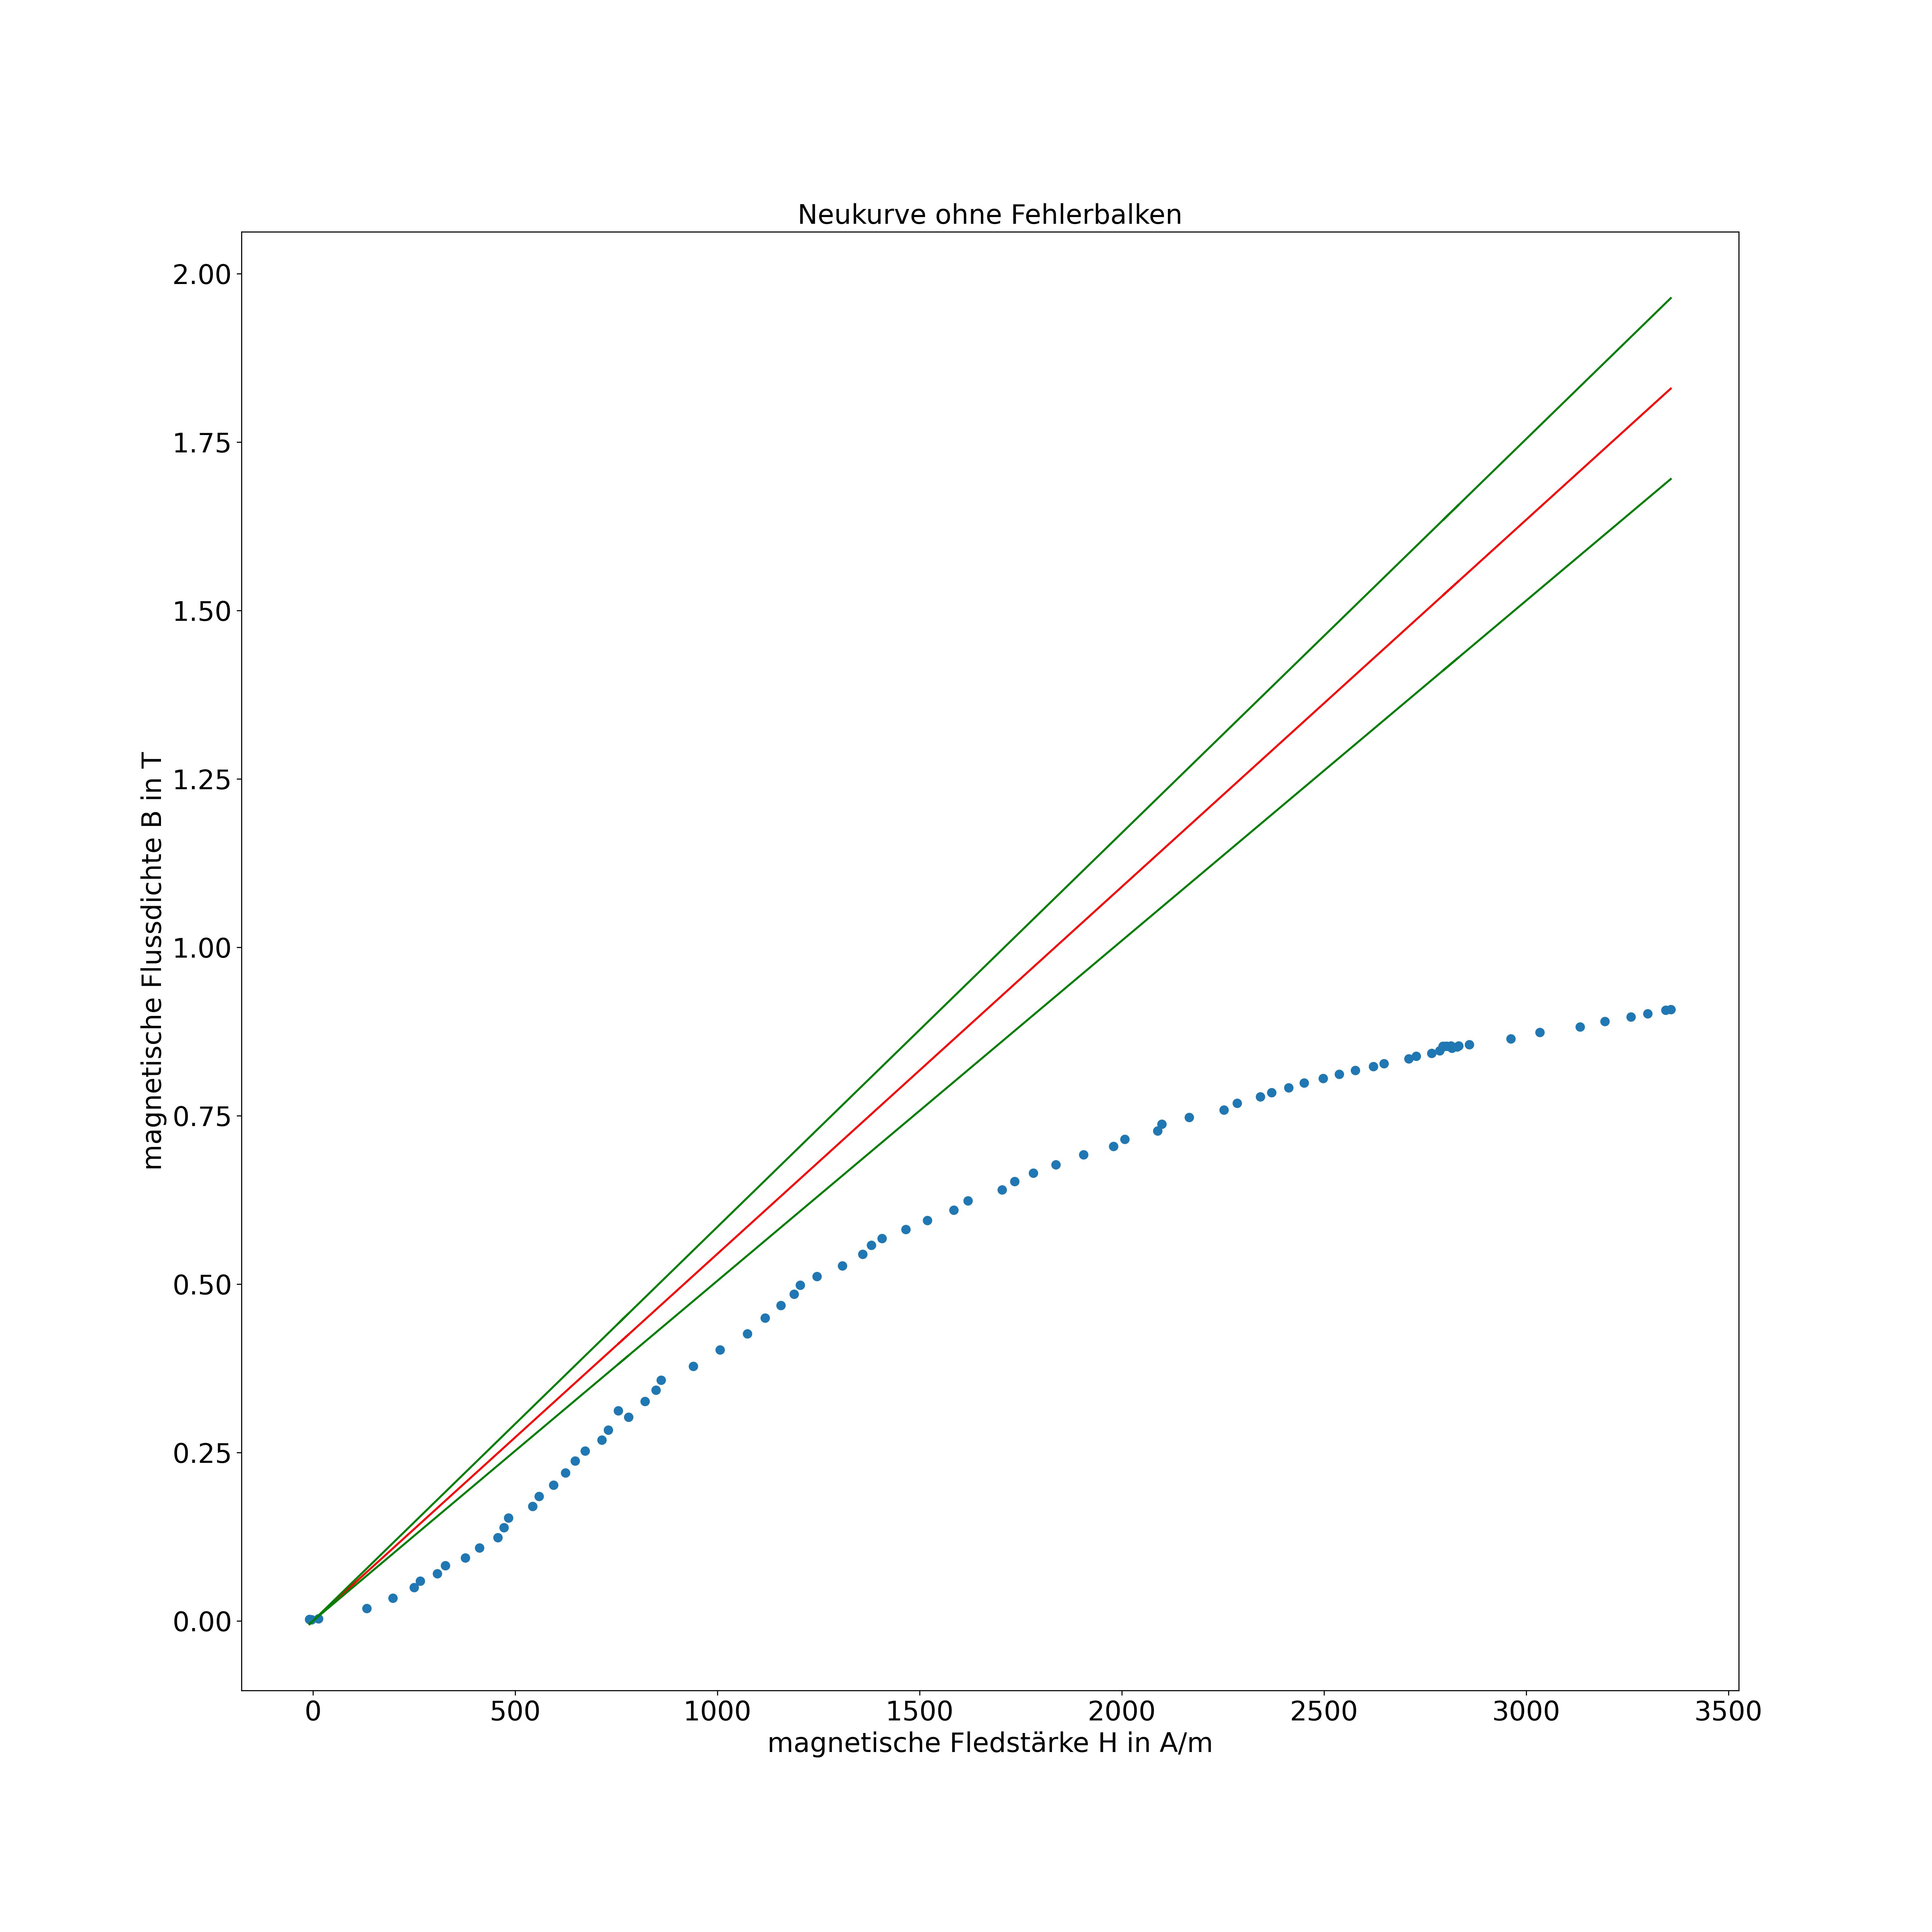 Neukurve ohne Fehlerbalken
2.00
1.75
1.50
1.25
1.00
0.75
0.50
0.25
0.00
magnetische Flussdichte B in T
0 500 1000 1500 2000 2500 3000 3500
magnetische Fledstärke H in A/m